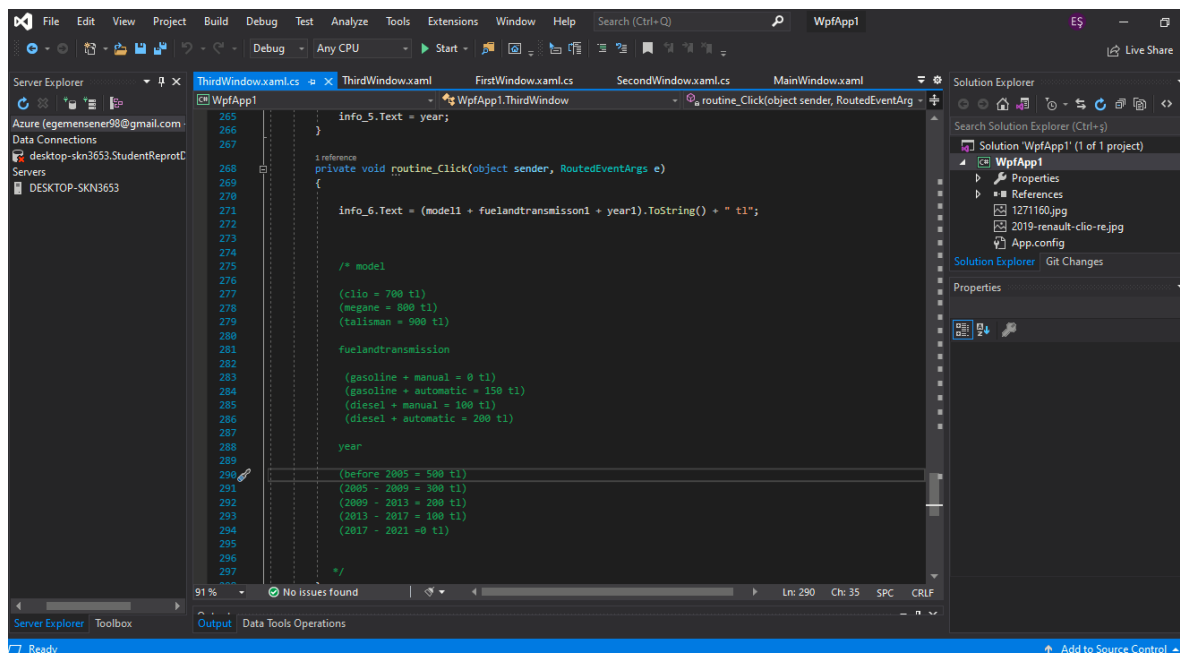 File Edit View Project Build Debug Test Analyze Tools Extensions Window Help Search (Ctrl+Q) WpfApp1 EŞ
Debug Any CPU Start Live Share
Server Explorer
Azure (egemensener98@gmail.com
Data Connections
desktop-skn3653.StudentReprotD
Servers
DESKTOP-SKN3653
ThirdWindow.xaml.cs ThirdWindow.xaml FirstWindow.xaml.cs SecondWindow.xaml.cs MainWindow.xaml
WpfApp1 WpfApp1.ThirdWindow routine_Click(object sender, RoutedEventArg
265 info_5.Text = year;
266 }
267
1 reference
268 private void routine_Click(object sender, RoutedEventArgs e)
269 {
270
271 info_6.Text = (model1 + fuelandtransmisson1 + year1).ToString() + " tl";
272
273
274
275 /* model
276
277 (clio = 700 tl)
278 (megane = 800 tl)
279 (talisman = 900 tl)
280
281 fuelandtransmission
282
283 (gasoline + manual = 0 tl)
284 (gasoline + automatic = 150 tl)
285 (diesel + manual = 100 tl)
286 (diesel + automatic = 200 tl)
287
288 year
289
290 (before 2005 = 500 tl)
291 (2005 - 2009 = 300 tl)
292 (2009 - 2013 = 200 tl)
293 (2013 - 2017 = 100 tl)
294 (2017 - 2021 =0 tl)
295
296
297 */
91 % No issues found Ln: 290 Ch: 35 SPC CRLF
Server Explorer Toolbox
Output Data Tools Operations
Solution Explorer
Search Solution Explorer (Ctrl+ş)
Solution 'WpfApp1' (1 of 1 project)
WpfApp1
Properties
References
1271160.jpg
2019-renault-clio-re.jpg
App.config
Solution Explorer Git Changes
Properties
Ready Add to Source Control